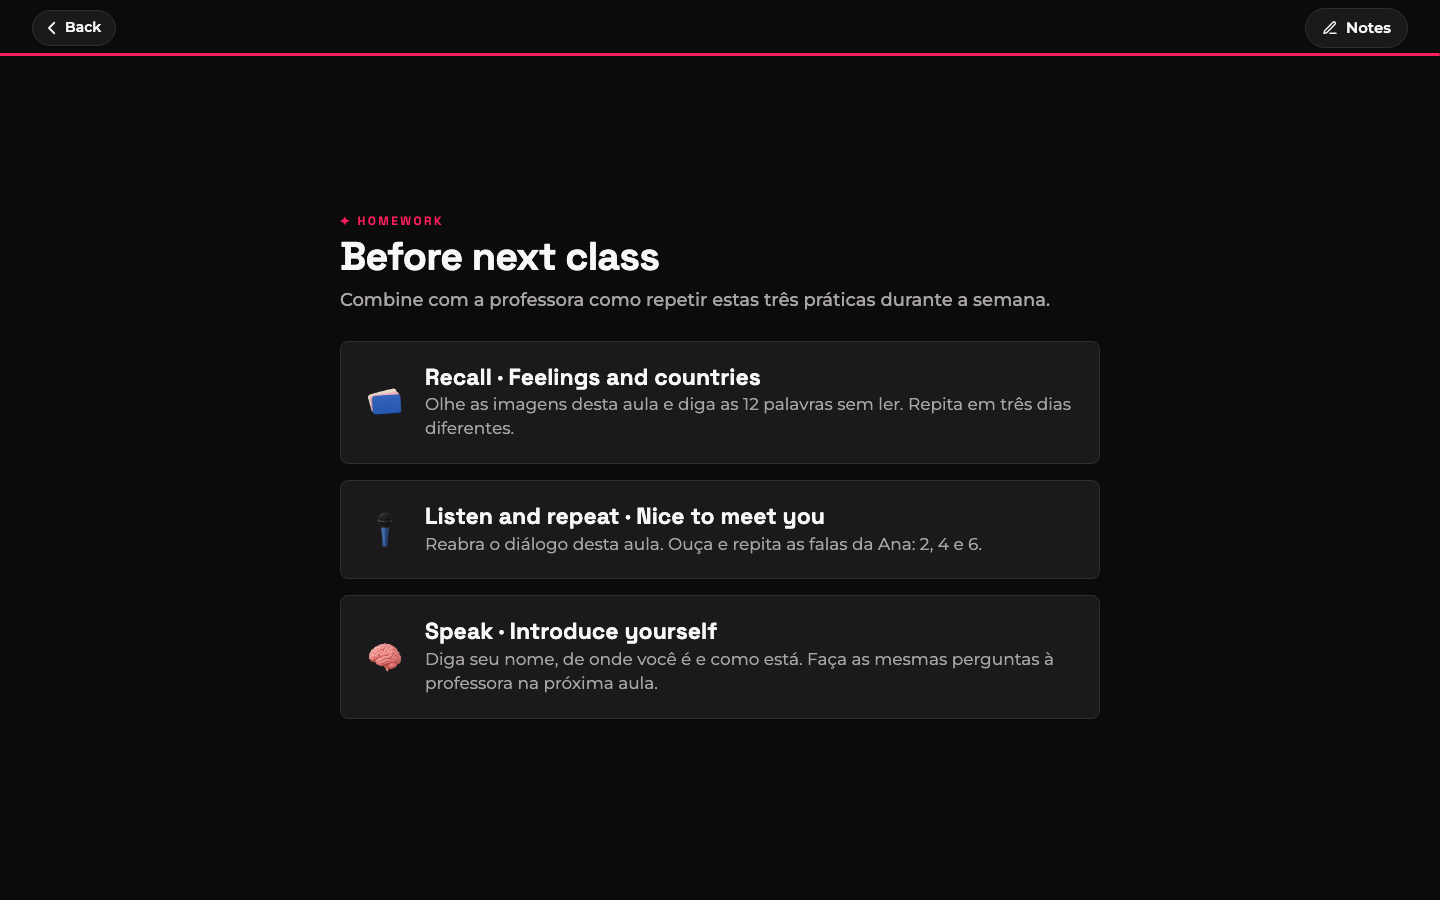 Back
Notes
✦ HOMEWORK
Before next class
Combine com a professora como repetir estas três práticas durante a semana.
Recall · Feelings and countries
Olhe as imagens desta aula e diga as 12 palavras sem ler. Repita em três dias
diferentes.
Listen and repeat · Nice to meet you
Reabra o diálogo desta aula. Ouça e repita as falas da Ana: 2, 4 e 6.
Speak · Introduce yourself
Diga seu nome, de onde você é e como está. Faça as mesmas perguntas à
professora na próxima aula.